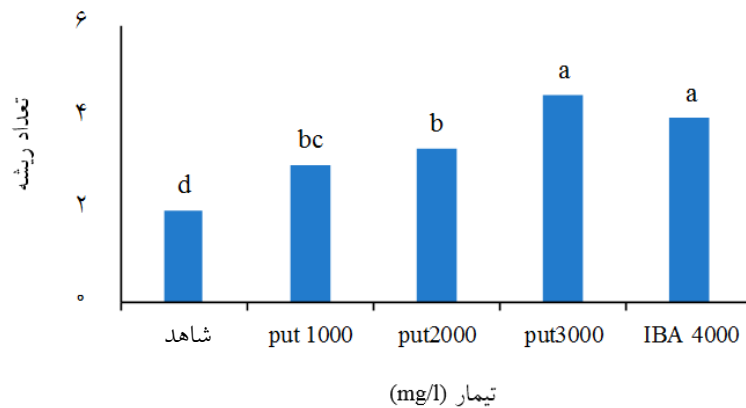 تعداد ریشه
۶
۴
۲
۰
d
bc
b
a
a
شاهد
put 1000
put2000
put3000
IBA 4000
تیمار (mg/l)